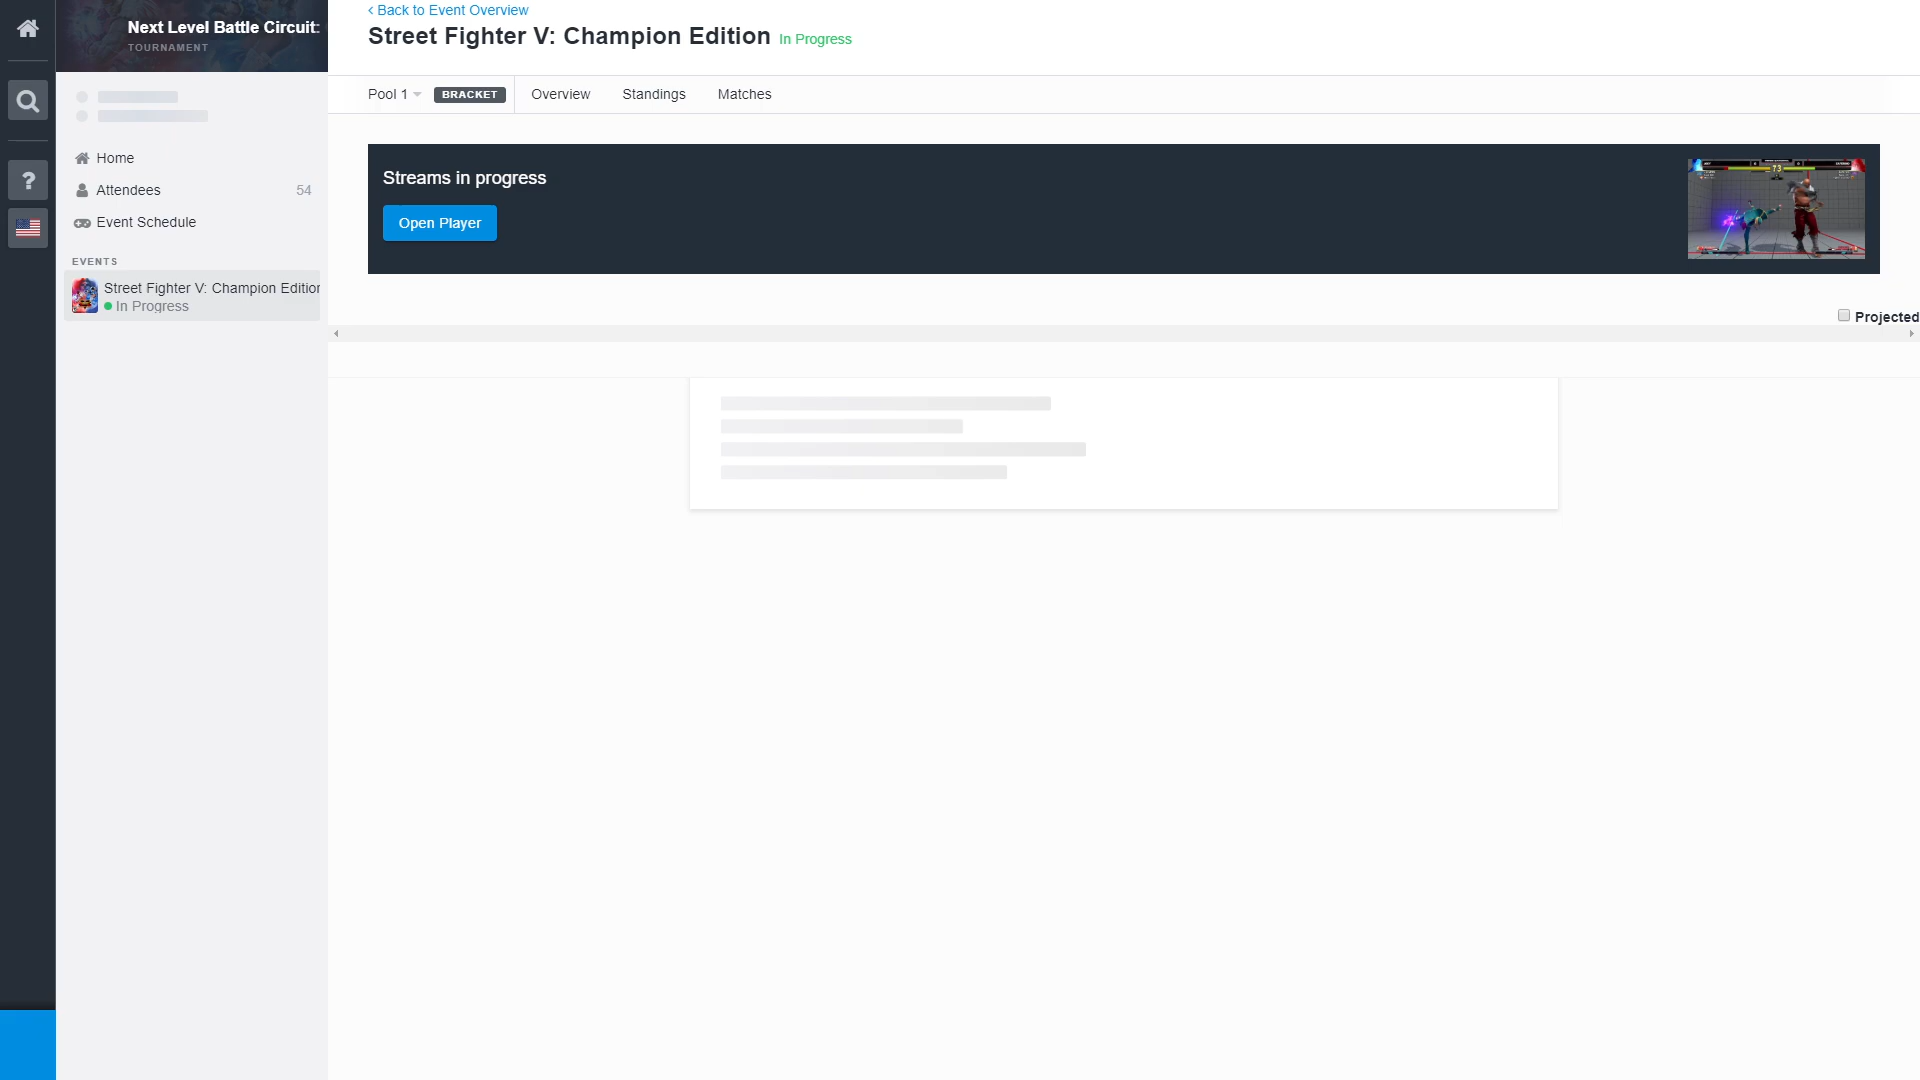 Next Level Battle Circuit:
TOURNAMENT
Home
Attendees 54
Event Schedule
EVENTS
Street Fighter V: Champion Edition
In Progress
Back to Event Overview
Street Fighter V: Champion Edition In Progress
Pool 1 BRACKET Overview Standings Matches
Streams in progress
Open Player
73
Projected